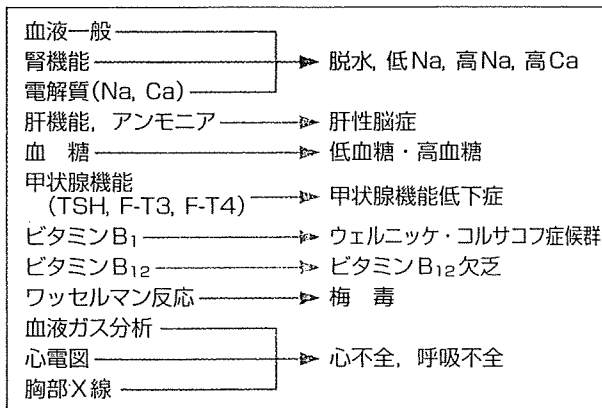 血液一般
腎機能
電解質(Na, Ca)
脱水, 低Na, 高Na, 高Ca
肝機能, アンモニア
肝性脳症
血 糖
低血糖・高血糖
甲状腺機能
(TSH, F-T3, F-T4)
甲状腺機能低下症
ビタミンB₁
ウェルニッケ・コルサコフ症候群
ビタミンB₁₂
ビタミンB₁₂欠乏
ワッセルマン反応
梅 毒
血液ガス分析
心電図
胸部X線
心不全, 呼吸不全